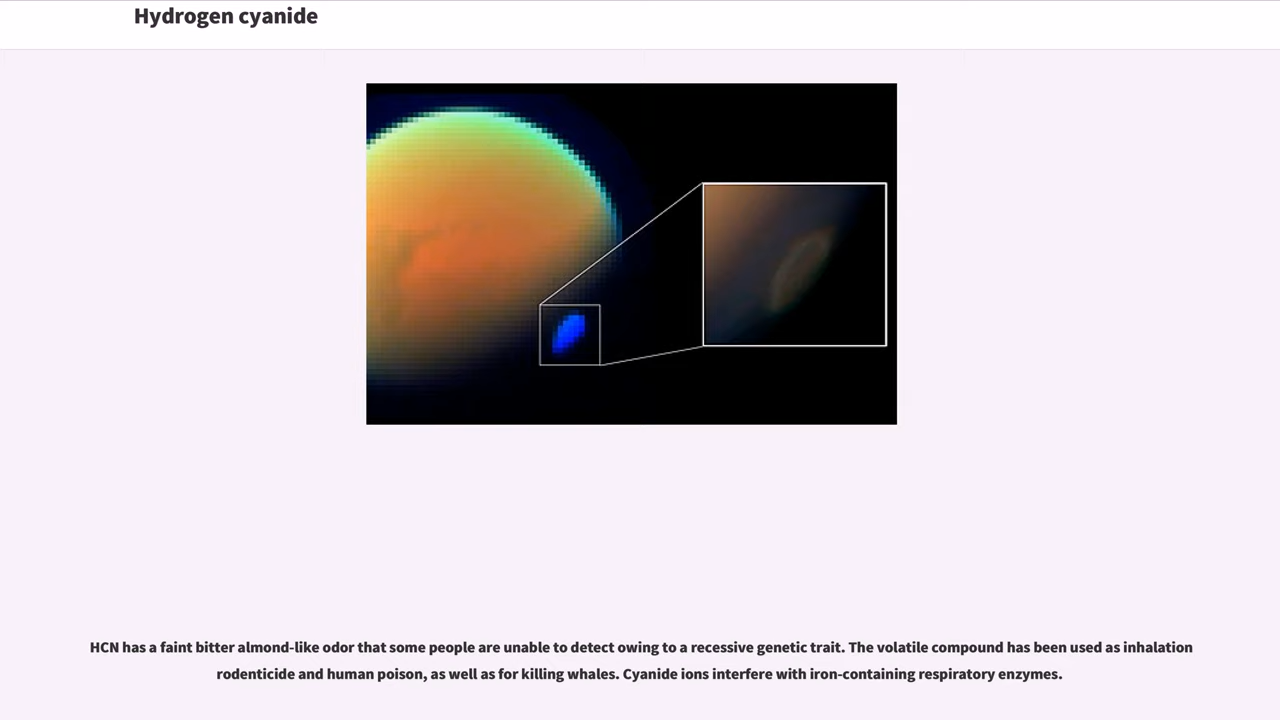 Hydrogen cyanide
HCN has a faint bitter almond-like odor that some people are unable to detect owing to a recessive genetic trait. The volatile compound has been used as inhalation
rodenticide and human poison, as well as for killing whales. Cyanide ions interfere with iron-containing respiratory enzymes.